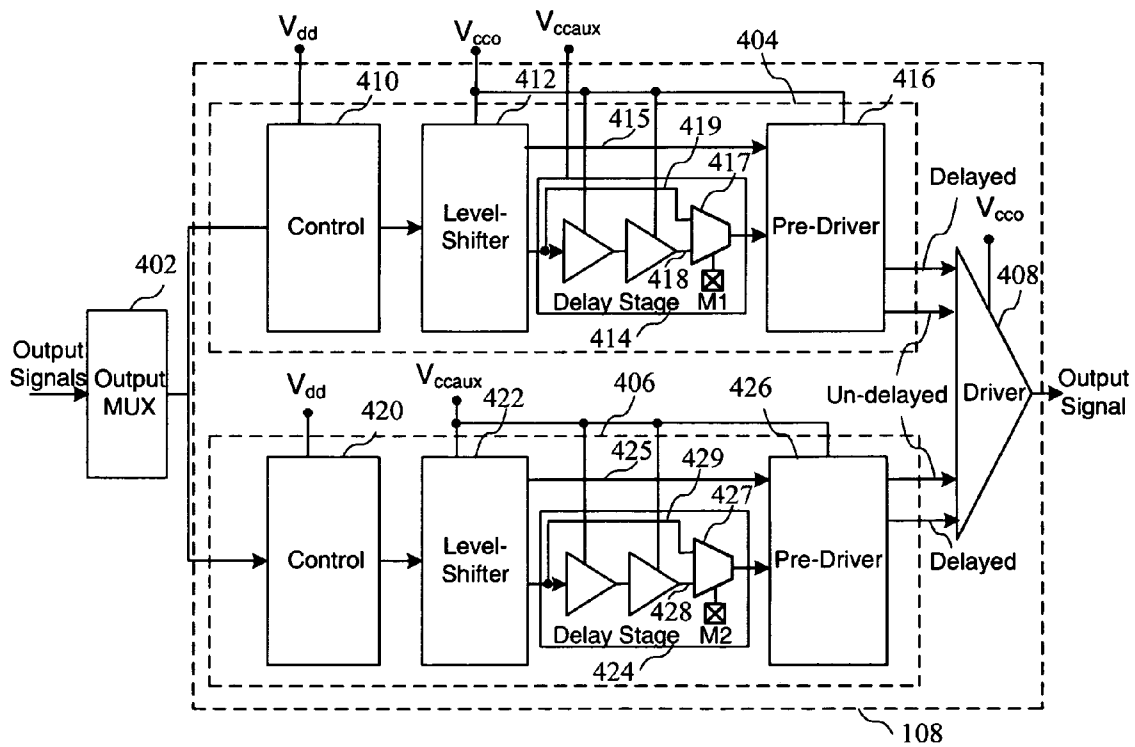 Vdd
Vcco
Vccaux
404
410
412
416
415
419
417
Control
Level-
Shifter
Pre-Driver
418
M1
Delay Stage
414
Delayed
Vcco
408
402
Output
Signals
Output
MUX
Un-delayed
Driver
Output
Signal
Vdd
Vccaux
406
420
422
426
425
429
427
Control
Level-
Shifter
Pre-Driver
428
M2
Delay Stage
424
Delayed
108